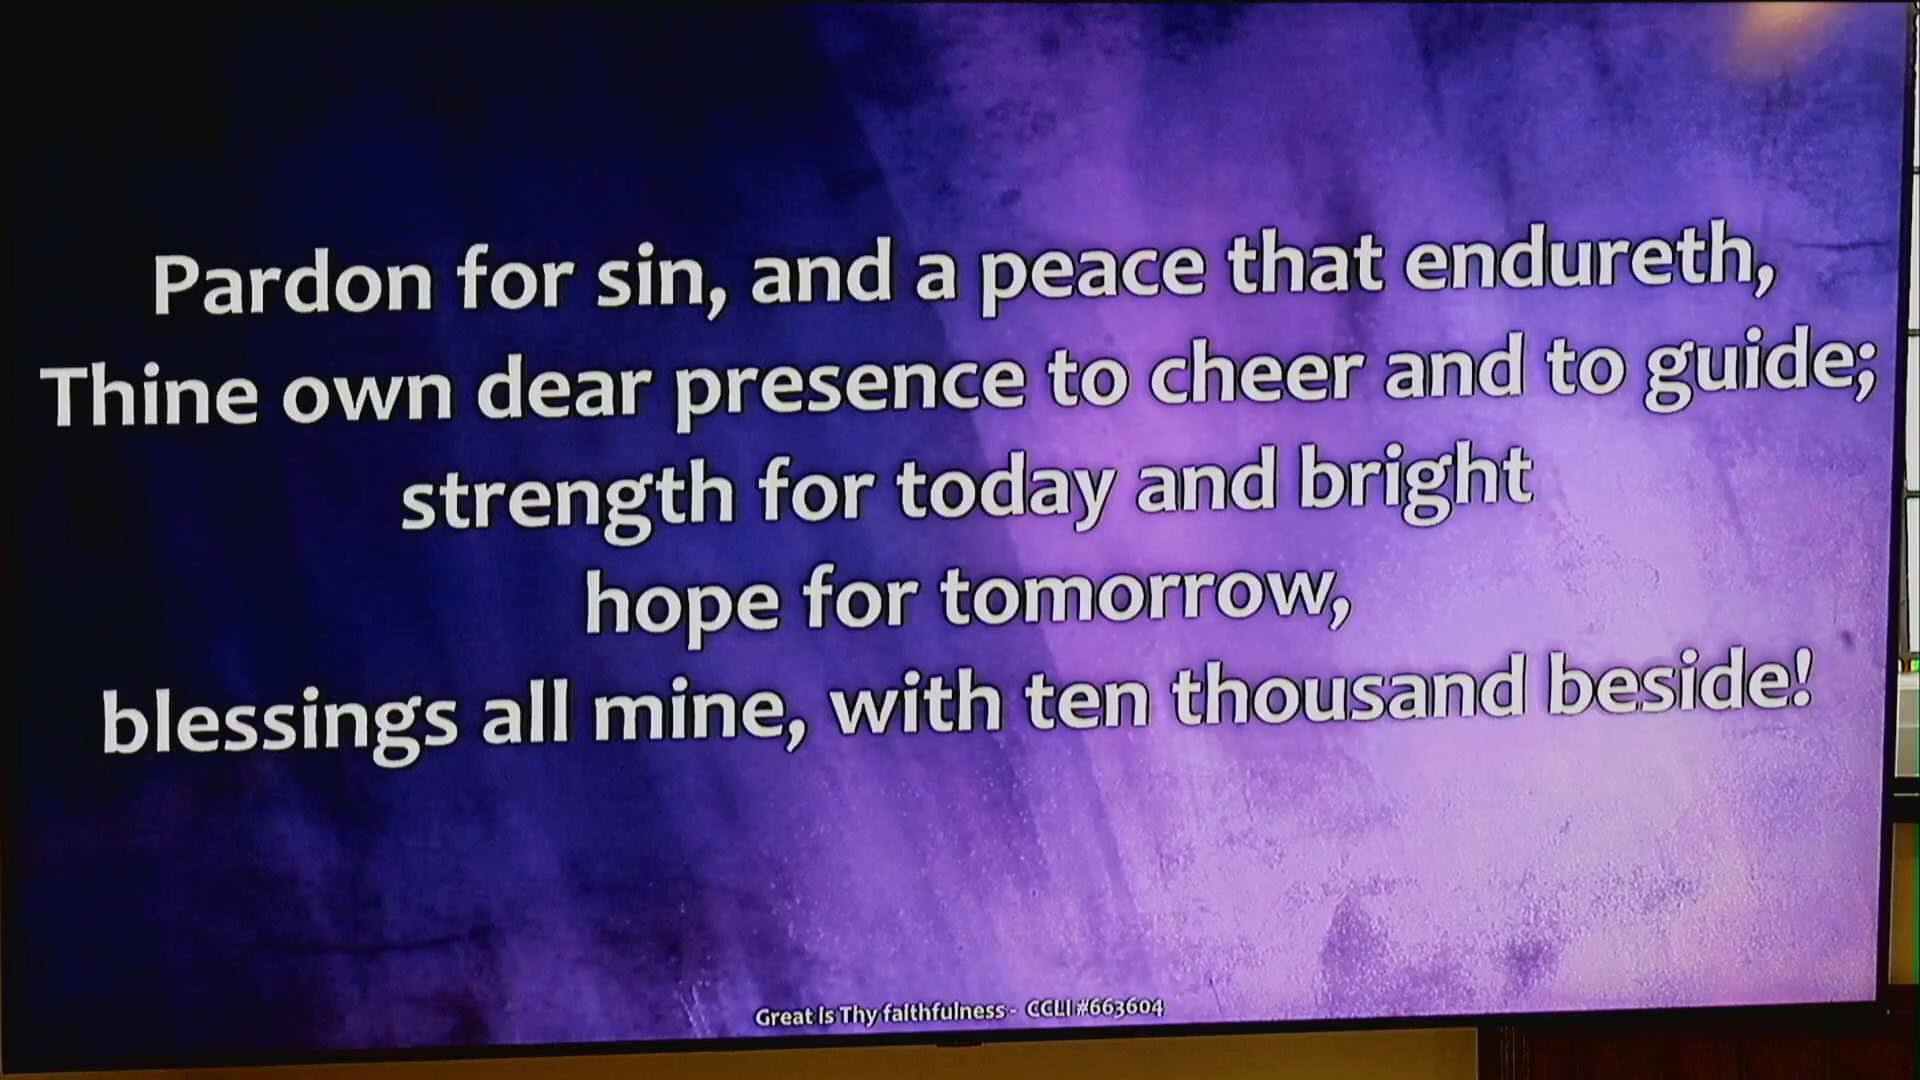 Pardon for sin, and a peace that endureth,
Thine own dear presence to cheer and to guide;
strength for today and bright
hope for tomorrow,
blessings all mine, with ten thousand beside!
Great Is Thy faithfulness - CCLI #663604